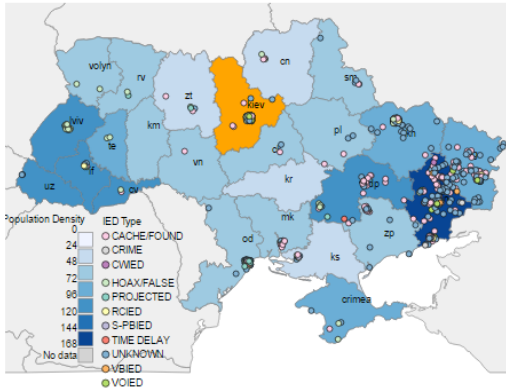 volyn
rv
zt
kiev
cn
sm
lviv
te
km
vn
pl
kh
uz
if
cv
kr
dp
od
mk
zp
ks
crimea
Population Density
0
24
48
72
96
120
144
168
No data
IED Type
CACHE/FOUND
CRIME
CWIED
HOAX/FALSE
PROJECTED
RCIED
S-PBIED
TIME DELAY
UNKNOWN
VBIED
VOIED